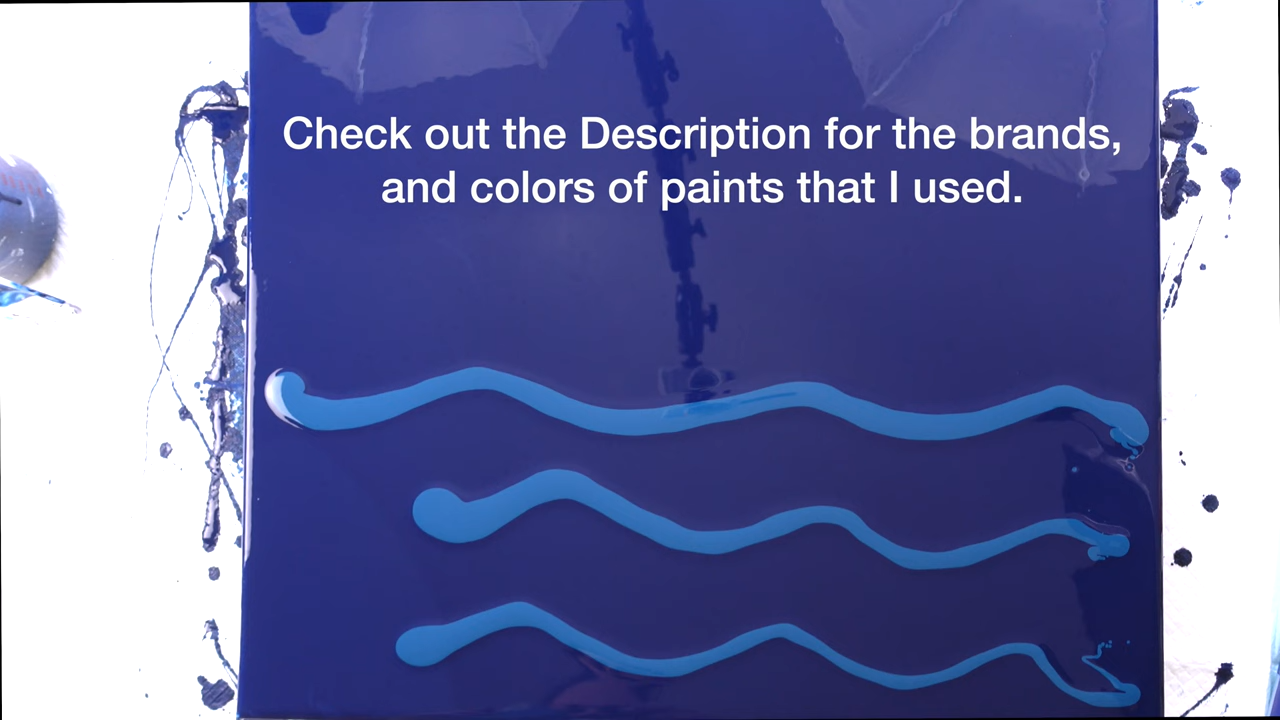 Check out the Description for the brands,
and colors of paints that I used.